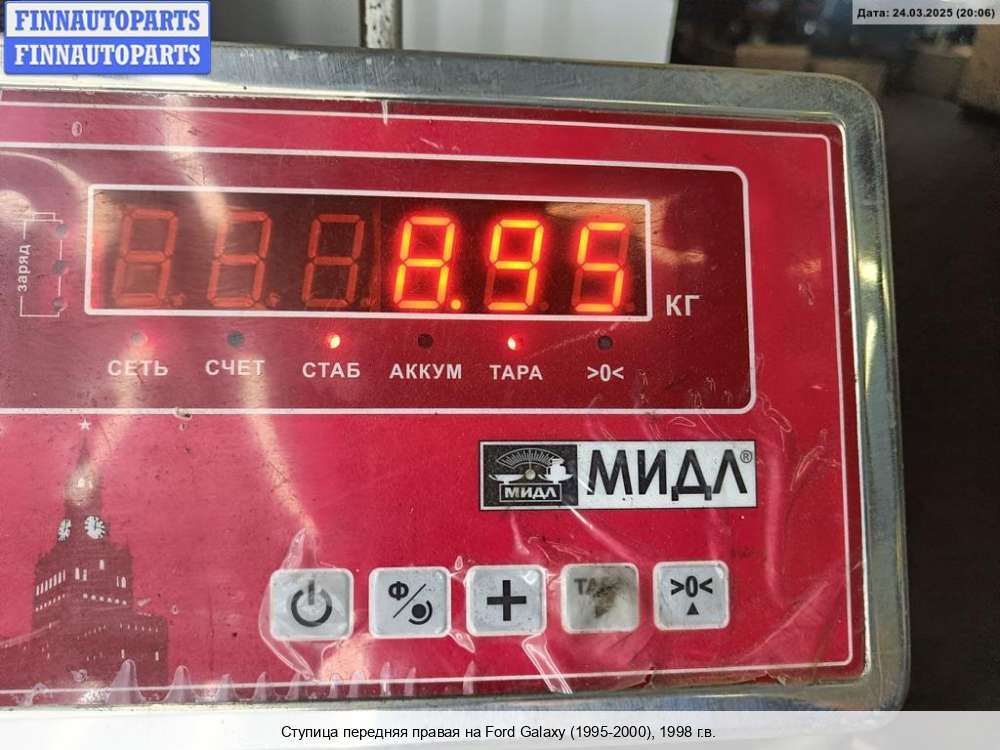 FINNAUTOPARTS
FINNAUTOPARTS
Дата: 24.03.2025 (20:06)
заряд
8.95
КГ
СЕТЬ СЧЕТ СТАБ АККУМ ТАРА >0<
МИДЛ МИДЛ®
Ф/ + >0<
Ступица передняя правая на Ford Galaxy (1995-2000), 1998 г.в.